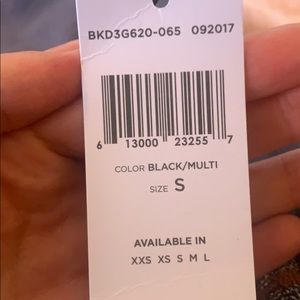 BKD3G620-065 092017
6 13000 23255 7
COLOR BLACK/MULTI
SIZE S
AVAILABLE IN
XXS XS S M L